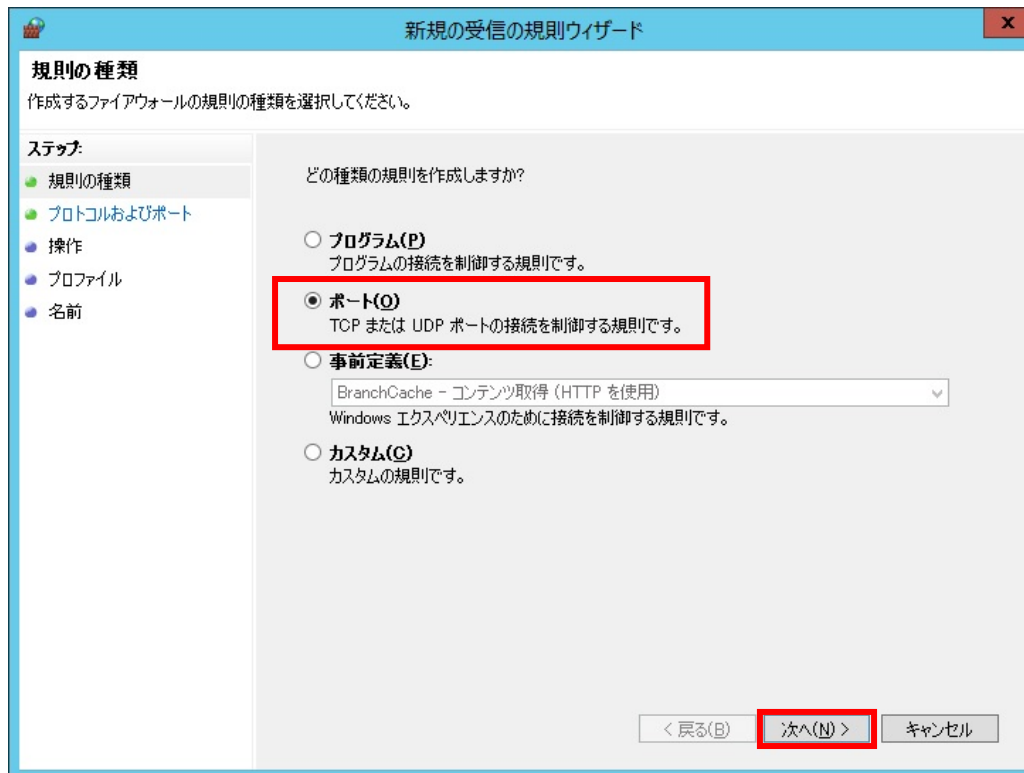 新規の受信の規則ウィザード
x
規則の種類
作成するファイアウォールの規則の種類を選択してください。
ステップ:
規則の種類
プロトコルおよびポート
操作
プロファイル
名前
どの種類の規則を作成しますか?
プログラム(P)
プログラムの接続を制御する規則です。
ポート(O)
TCP または UDP ポートの接続を制御する規則です。
事前定義(E):
BranchCache - コンテンツ取得 (HTTP を使用)
Windows エクスペリエンスのために接続を制御する規則です。
カスタム(C)
カスタムの規則です。
< 戻る(B)
次へ(N) >
キャンセル